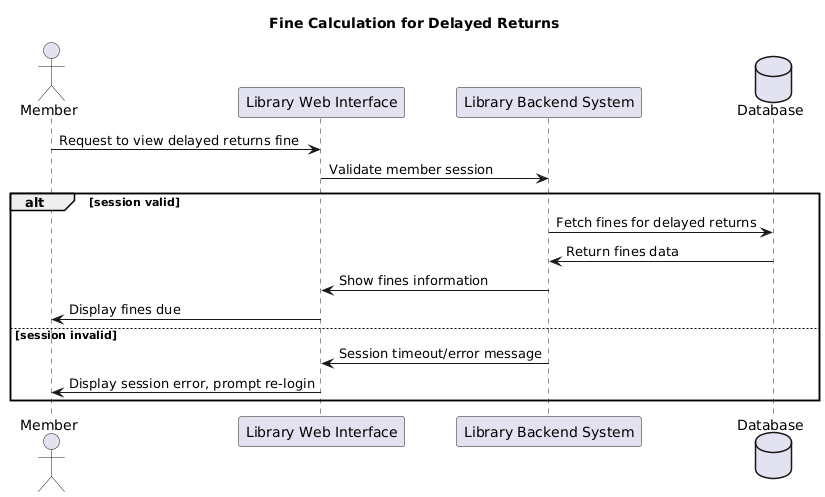 Fine Calculation for Delayed Returns
Member
Library Web Interface
Library Backend System
Database
Request to view delayed returns fine
Validate member session
alt
[session valid]
Fetch fines for delayed returns
Return fines data
Show fines information
Display fines due
[session invalid]
Session timeout/error message
Display session error, prompt re-login
Member
Library Web Interface
Library Backend System
Database